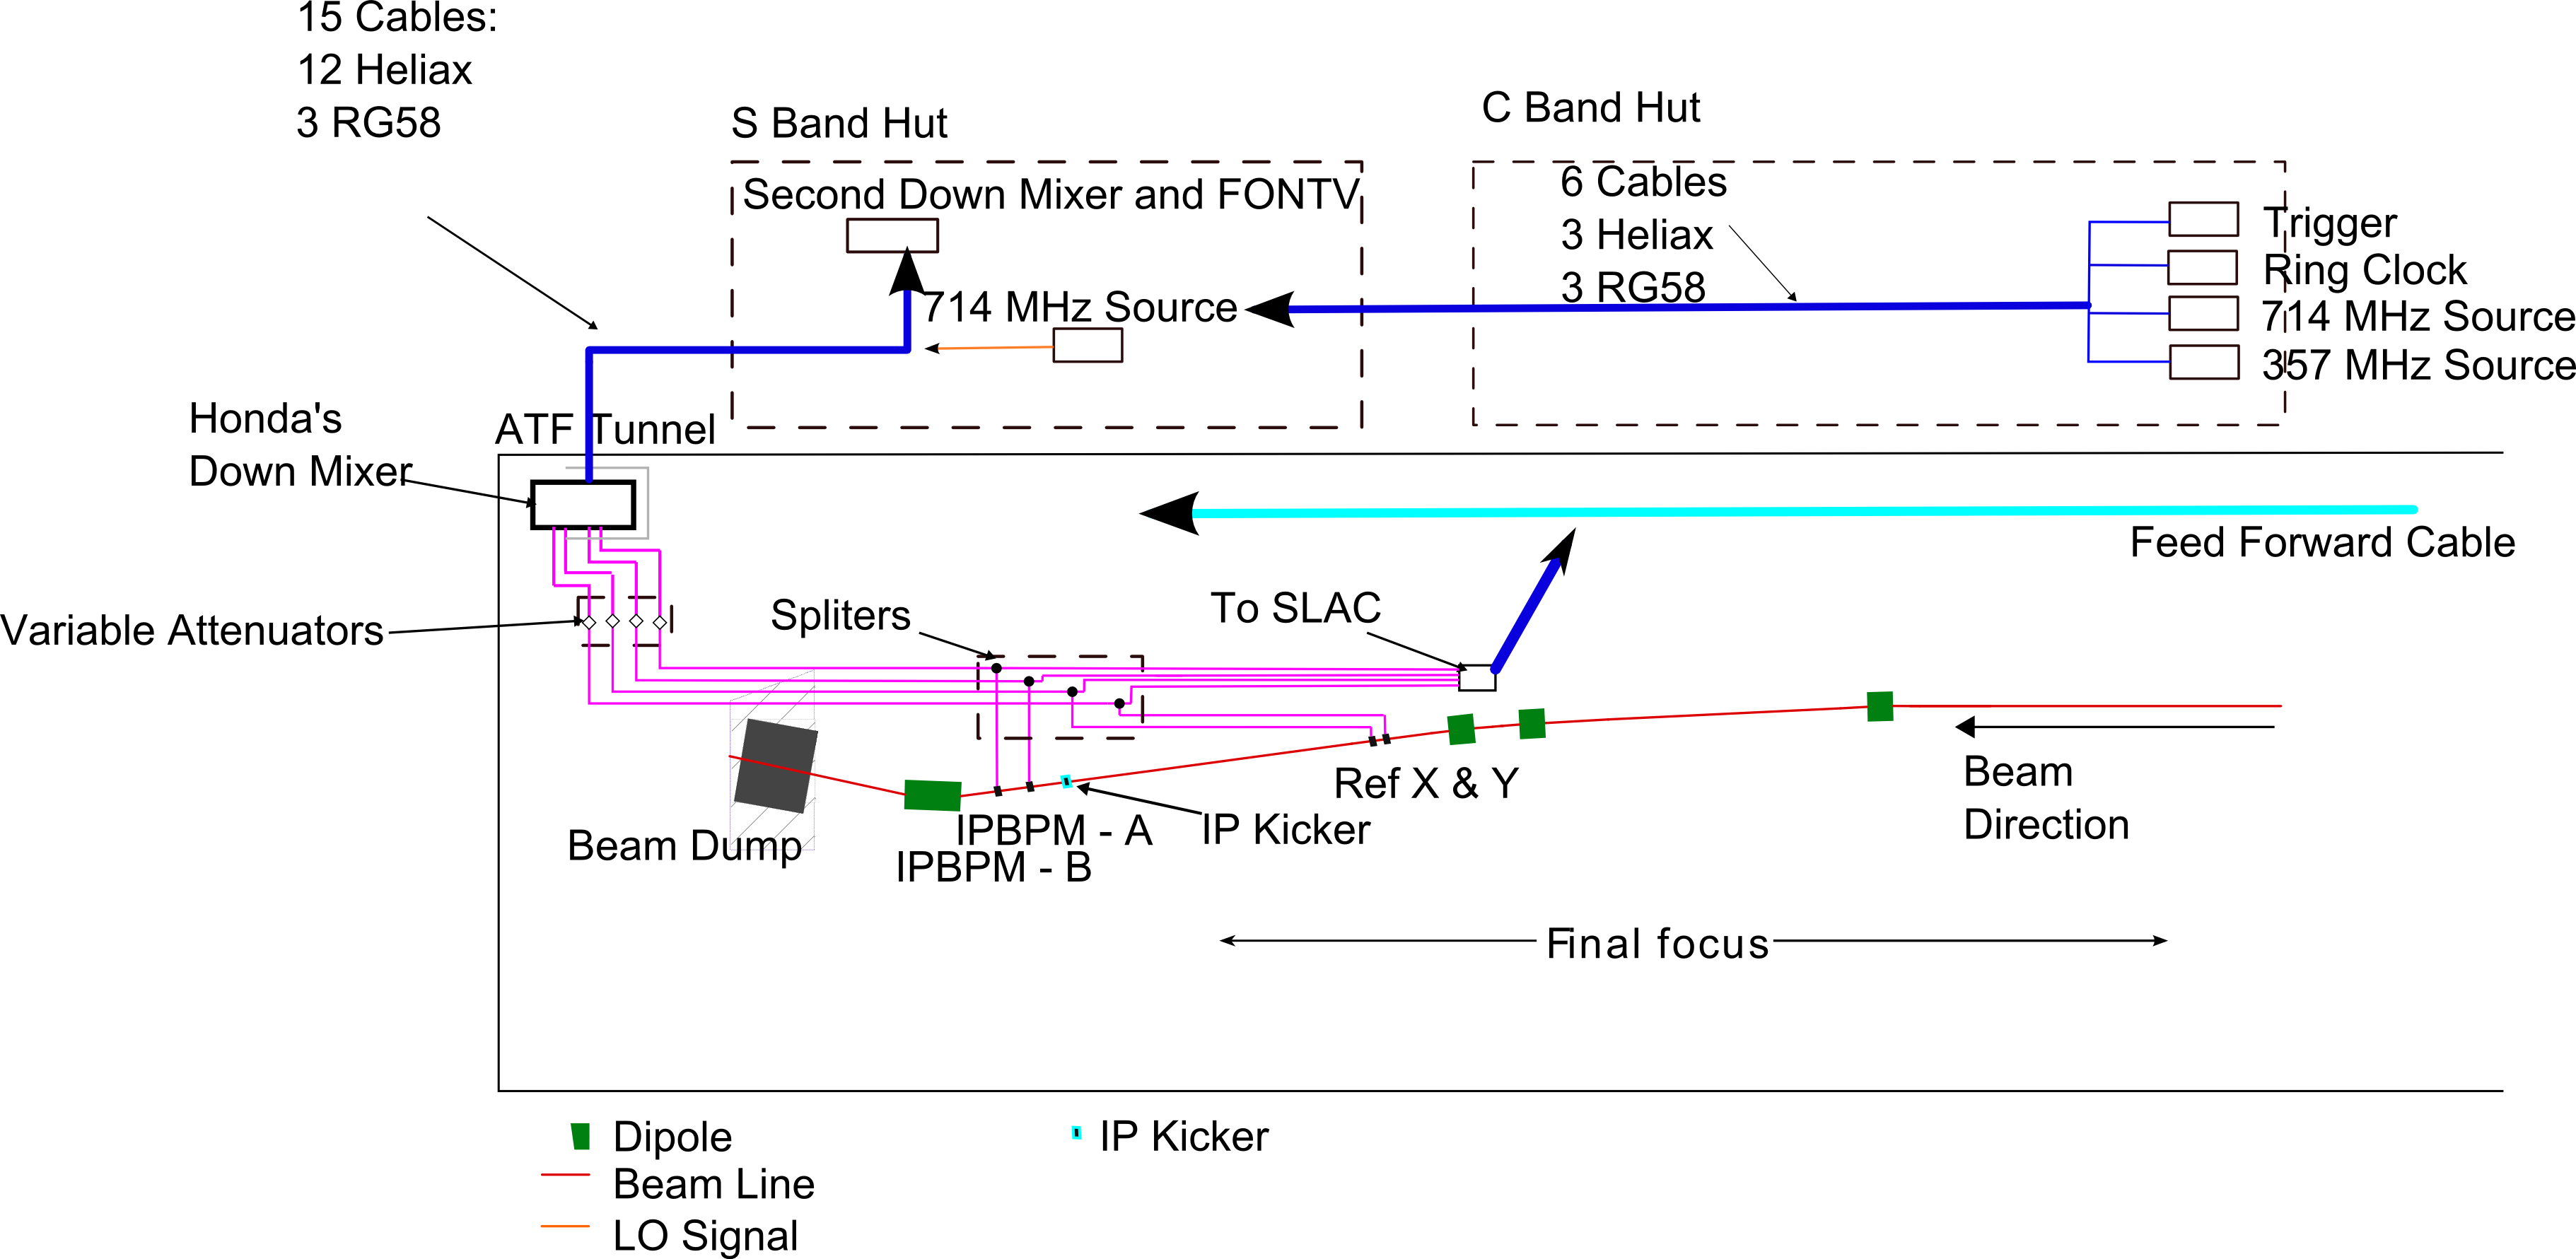 15 Cables:
12 Heliax
3 RG58
S Band Hut
C Band Hut
Second Down Mixer and FONTV
714 MHz Source
6 Cables
3 Heliax
3 RG58
Trigger
Ring Clock
714 MHz Source
357 MHz Source
Honda's
Down Mixer
ATF Tunnel
Feed Forward Cable
Variable Attenuators
Spliters
To SLAC
Beam
Direction
Ref X & Y
IP Kicker
IPBPM - A
IPBPM - B
Beam Dump
Final focus
Dipole
Beam Line
LO Signal
IP Kicker